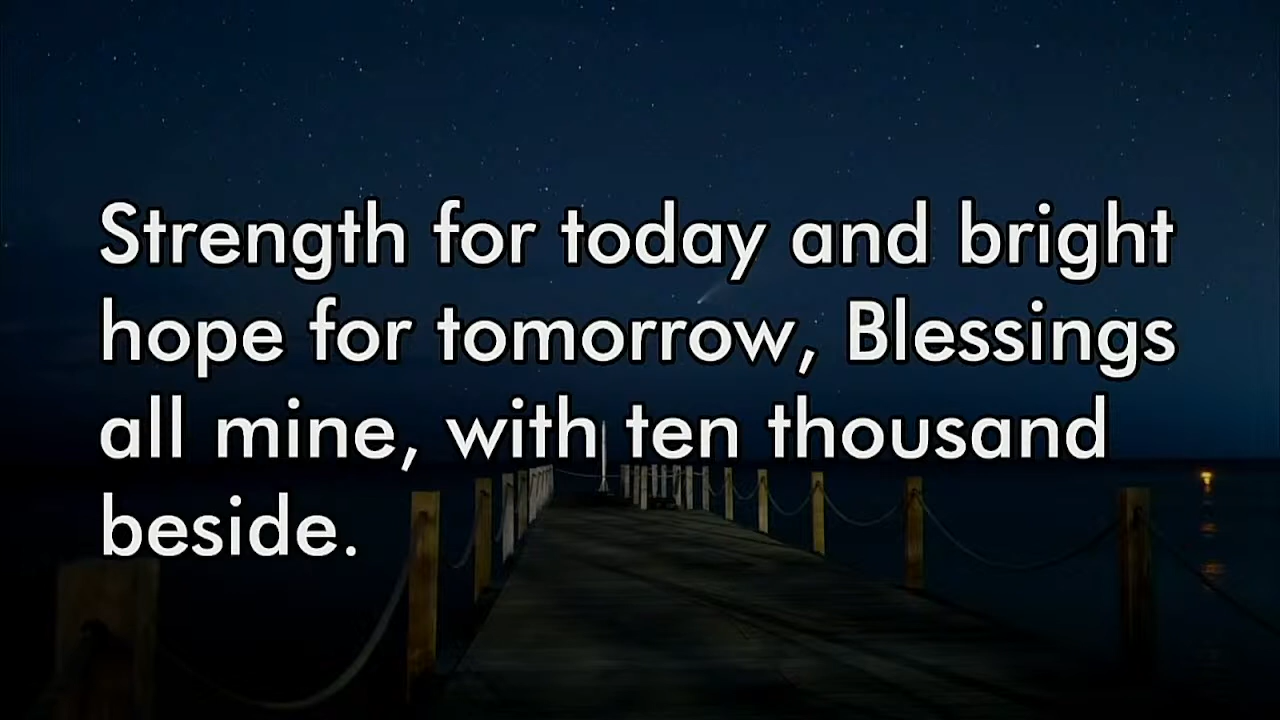 Strength for today and bright
hope for tomorrow, Blessings
all mine, with ten thousand
beside.